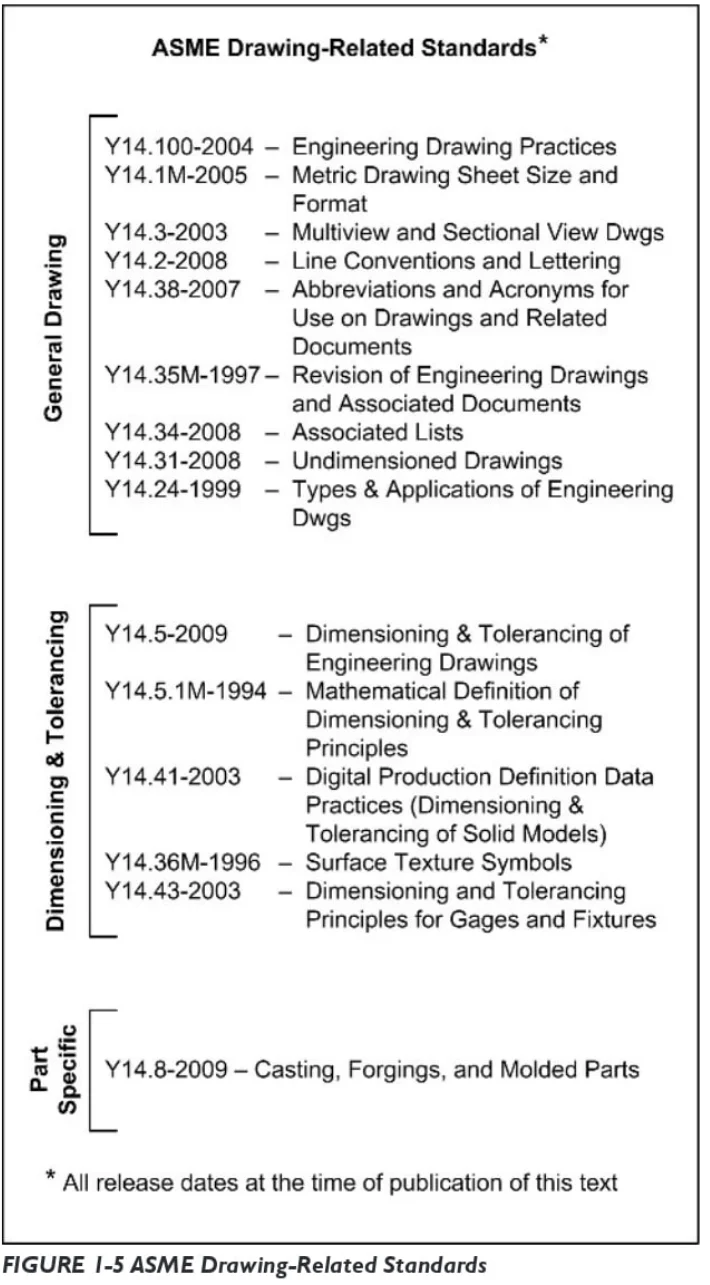 ASME Drawing-Related Standards*
General Drawing
Y14.100-2004 – Engineering Drawing Practices
Y14.1M-2005 – Metric Drawing Sheet Size and
Format
Y14.3-2003 – Multiview and Sectional View Dwgs
Y14.2-2008 – Line Conventions and Lettering
Y14.38-2007 – Abbreviations and Acronyms for
Use on Drawings and Related
Documents
Y14.35M-1997 – Revision of Engineering Drawings
and Associated Documents
Y14.34-2008 – Associated Lists
Y14.31-2008 – Undimensioned Drawings
Y14.24-1999 – Types & Applications of Engineering
Dwgs
Dimensioning & Tolerancing
Y14.5-2009 – Dimensioning & Tolerancing of
Engineering Drawings
Y14.5.1M-1994 – Mathematical Definition of
Dimensioning & Tolerancing
Principles
Y14.41-2003 – Digital Production Definition Data
Practices (Dimensioning &
Tolerancing of Solid Models)
Y14.36M-1996 – Surface Texture Symbols
Y14.43-2003 – Dimensioning and Tolerancing
Principles for Gages and Fixtures
Part
Specific
Y14.8-2009 – Casting, Forgings, and Molded Parts
* All release dates at the time of publication of this text
FIGURE 1-5 ASME Drawing-Related Standards